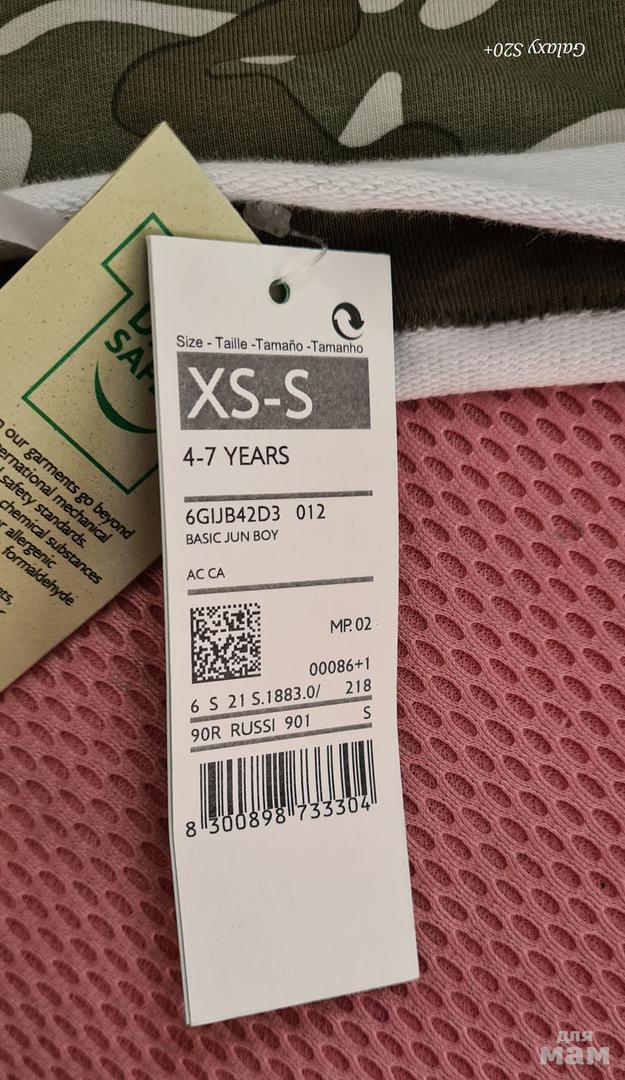 Galaxy S20+
Size - Taille -Tamaño -Tamanho
XS-S
4-7 YEARS
6GIJB42D3 012
BASIC JUN BOY
AC CA
MP. 02
00086+1
6 S 21 S.1883.0/ 218
90R RUSSI 901 S
8 300898 733304
our garments go beyond
international mechanical
safety standards.
chemical substances
allergenic
formaldehyde
для
мам